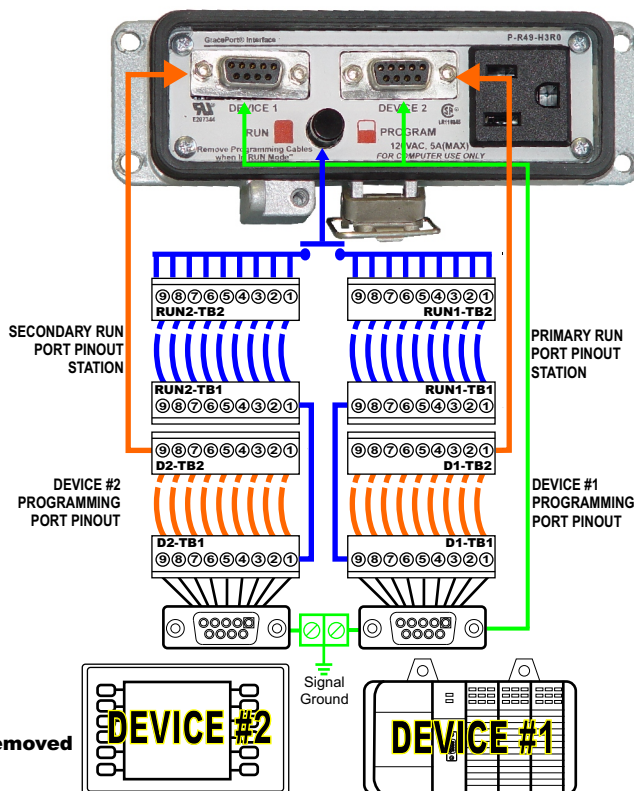 GracePort® Interface
P-R49-H3R0
DEVICE 1
DEVICE 2
E207344
LR110840
RUN
PROGRAM
Remove Programming Cables
when In RUN Mode"
120VAC, 5A(MAX)
FOR COMPUTER USE ONLY
⑨⑧⑦⑥⑤④③②①
RUN2-TB2
⑨⑧⑦⑥⑤④③②①
RUN1-TB2
SECONDARY RUN
PORT PINOUT
STATION
PRIMARY RUN
PORT PINOUT
STATION
RUN2-TB1
⑨⑧⑦⑥⑤④③②①
RUN1-TB1
⑨⑧⑦⑥⑤④③②①
⑨⑧⑦⑥⑤④③②①
D2-TB2
⑨⑧⑦⑥⑤④③②①
D1-TB2
DEVICE #2
PROGRAMMING
PORT PINOUT
DEVICE #1
PROGRAMMING
PORT PINOUT
D2-TB1
⑨⑧⑦⑥⑤④③②①
D1-TB1
⑨⑧⑦⑥⑤④③②①
Signal
Ground
DEVICE #2
DEVICE #1